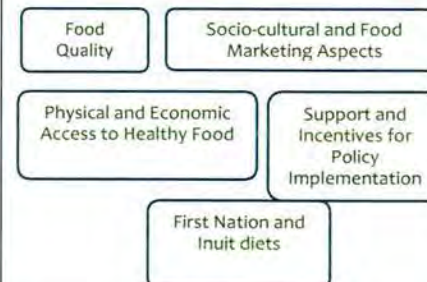 Food
Quality
Socio-cultural and Food
Marketing Aspects
Physical and Economic
Access to Healthy Food
Support and
Incentives for
Policy
Implementation
First Nation and
Inuit diets